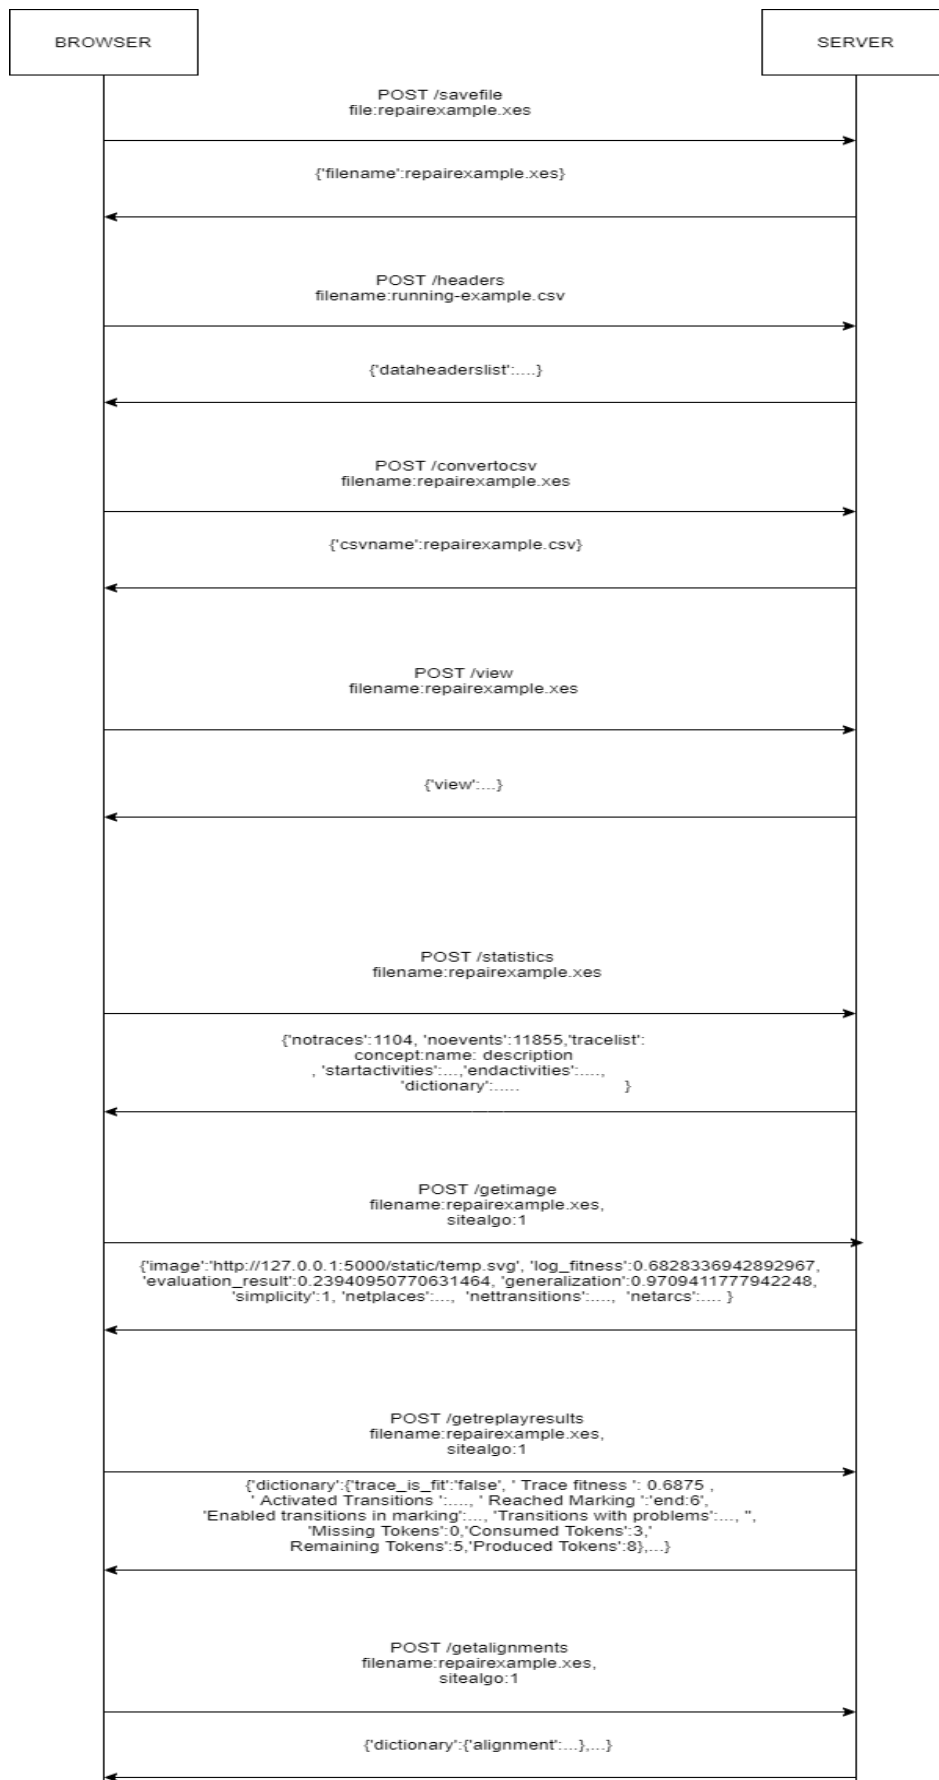 BROWSER
SERVER
POST /savefile
file:repairexample.xes
{'filename':repairexample.xes}
POST /headers
filename:running-example.csv
{'dataheaderslist':....}
POST /convertocsv
filename:repairexample.xes
{'csvname':repairexample.csv}
POST /view
filename:repairexample.xes
{'view':...}
POST /statistics
filename:repairexample.xes
{'notraces':1104, 'noevents':11855,'tracelist':
concept:name: description
, 'startactivities':...,'endactivities':....,
'dictionary':..... }
POST /getimage
filename:repairexample.xes,
sitealgo:1
{'image':'http://127.0.0.1:5000/static/temp.svg', 'log_fitness':0.6828336942892967,
'evaluation_result':0.23940950770631464, 'generalization':0.9709411777942248,
'simplicity':1, 'netplaces':..., 'nettransitions':...., 'netarcs':.... }
POST /getreplayresults
filename:repairexample.xes,
sitealgo:1
{'dictionary':{'trace_is_fit':'false', ' Trace fitness ': 0.6875 ,
' Activated Transitions ':...., ' Reached Marking ':'end:6',
'Enabled transitions in marking':..., 'Transitions with problems':..., '',
'Missing Tokens':0,'Consumed Tokens':3,'
Remaining Tokens':5,'Produced Tokens':8},...}
POST /getalignments
filename:repairexample.xes,
sitealgo:1
{'dictionary':{'alignment':...},...}